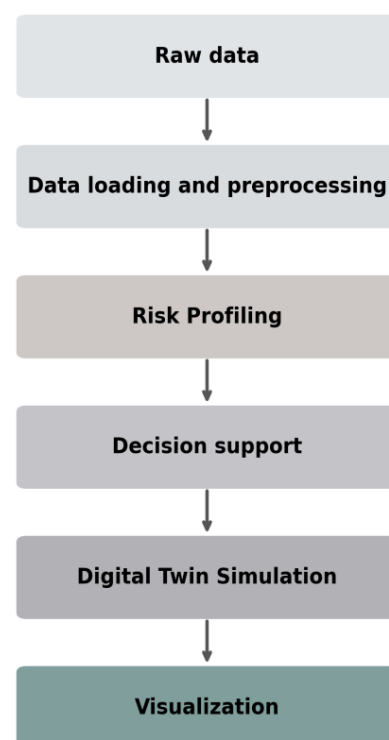 Raw data
Data loading and preprocessing
Risk Profiling
Decision support
Digital Twin Simulation
Visualization